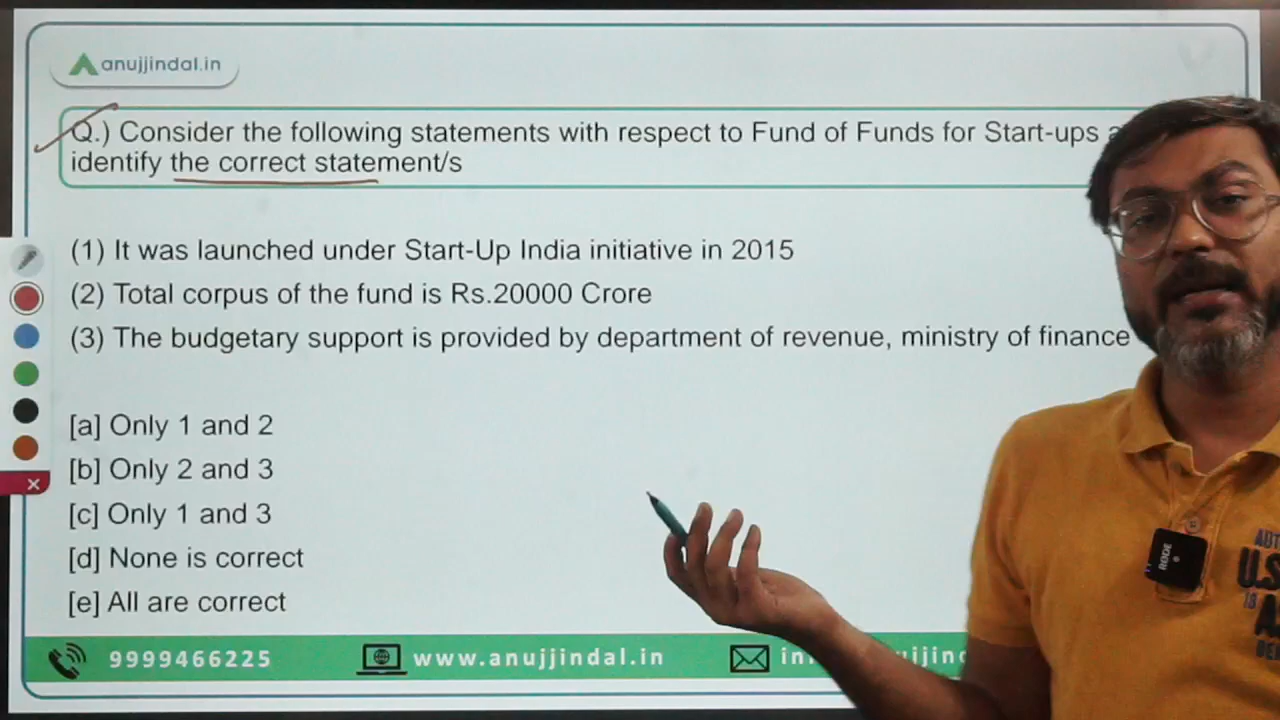 anujjindal.in
Q.) Consider the following statements with respect to Fund of Funds for Start-ups
identify the correct statement/s
(1) It was launched under Start-Up India initiative in 2015
(2) Total corpus of the fund is Rs.20000 Crore
(3) The budgetary support is provided by department of revenue, ministry of finance
[a] Only 1 and 2
[b] Only 2 and 3
[c] Only 1 and 3
[d] None is correct
[e] All are correct
9999466225 www.anujjindal.in
RODE
U.S.